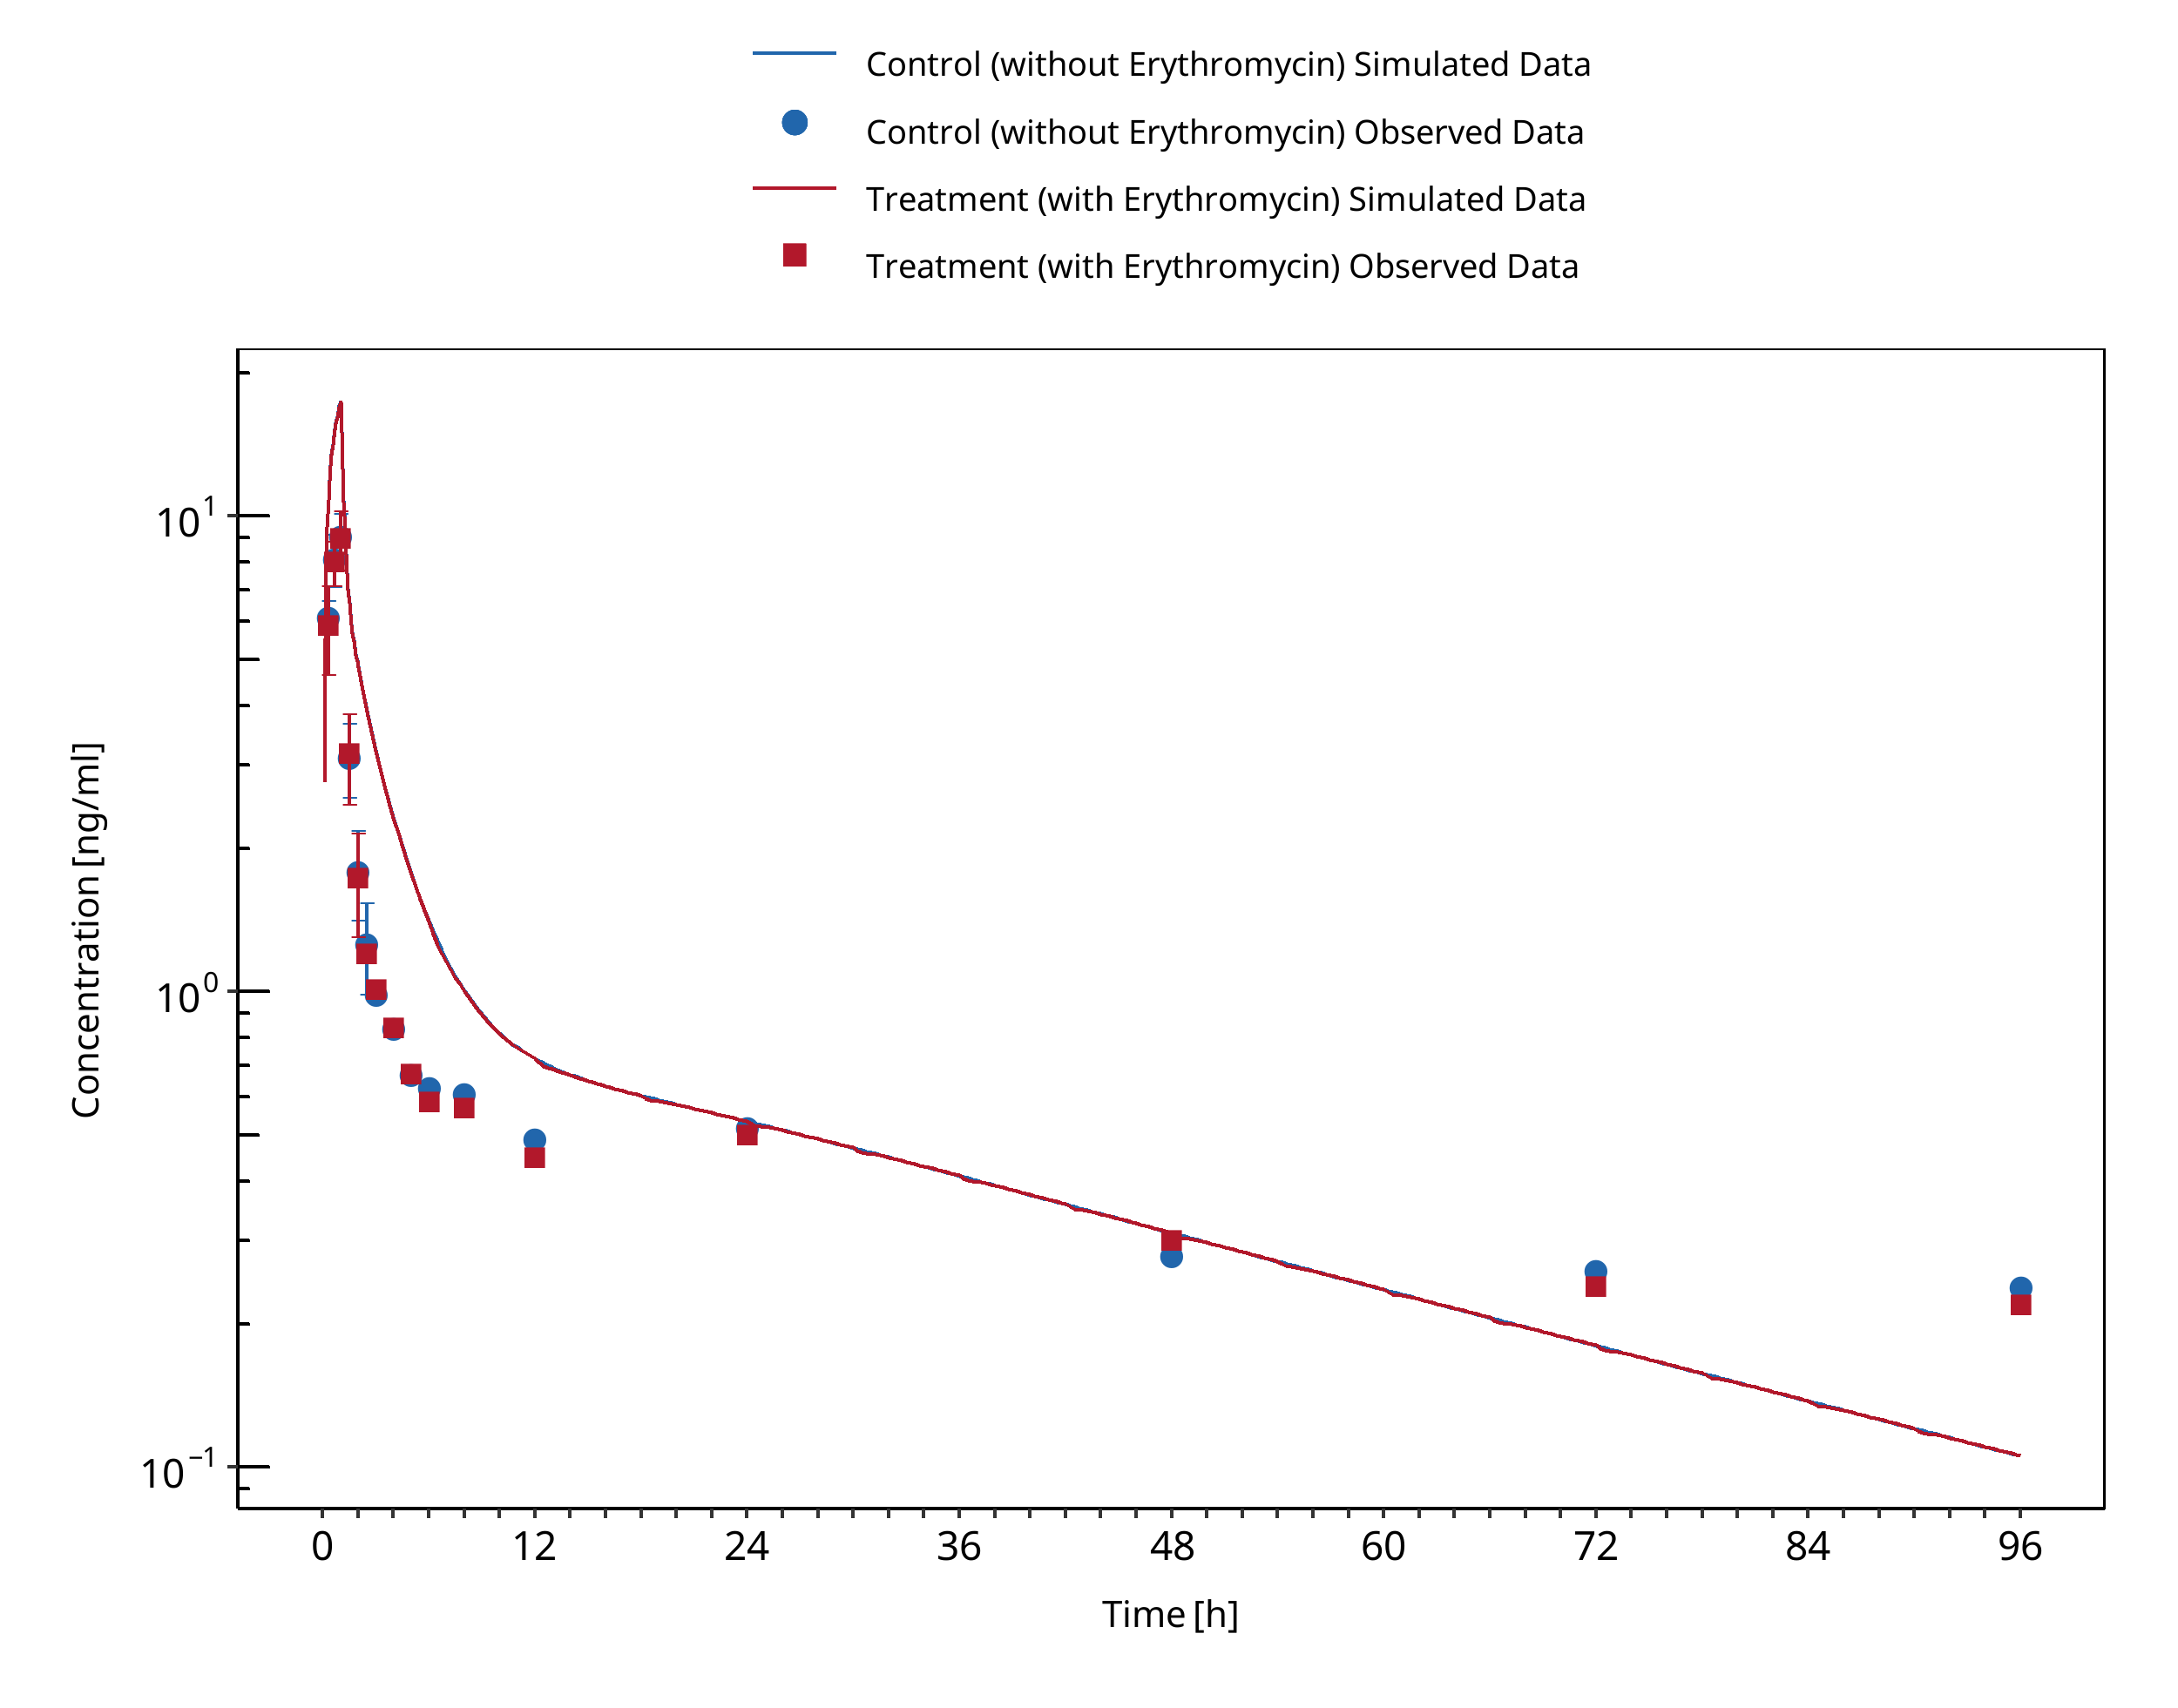 Control (without Erythromycin) Simulated Data
Control (without Erythromycin) Observed Data
Treatment (with Erythromycin) Simulated Data
Treatment (with Erythromycin) Observed Data
10^1
10^0
10^−1
Concentration [ng/ml]
0 12 24 36 48 60 72 84 96
Time [h]